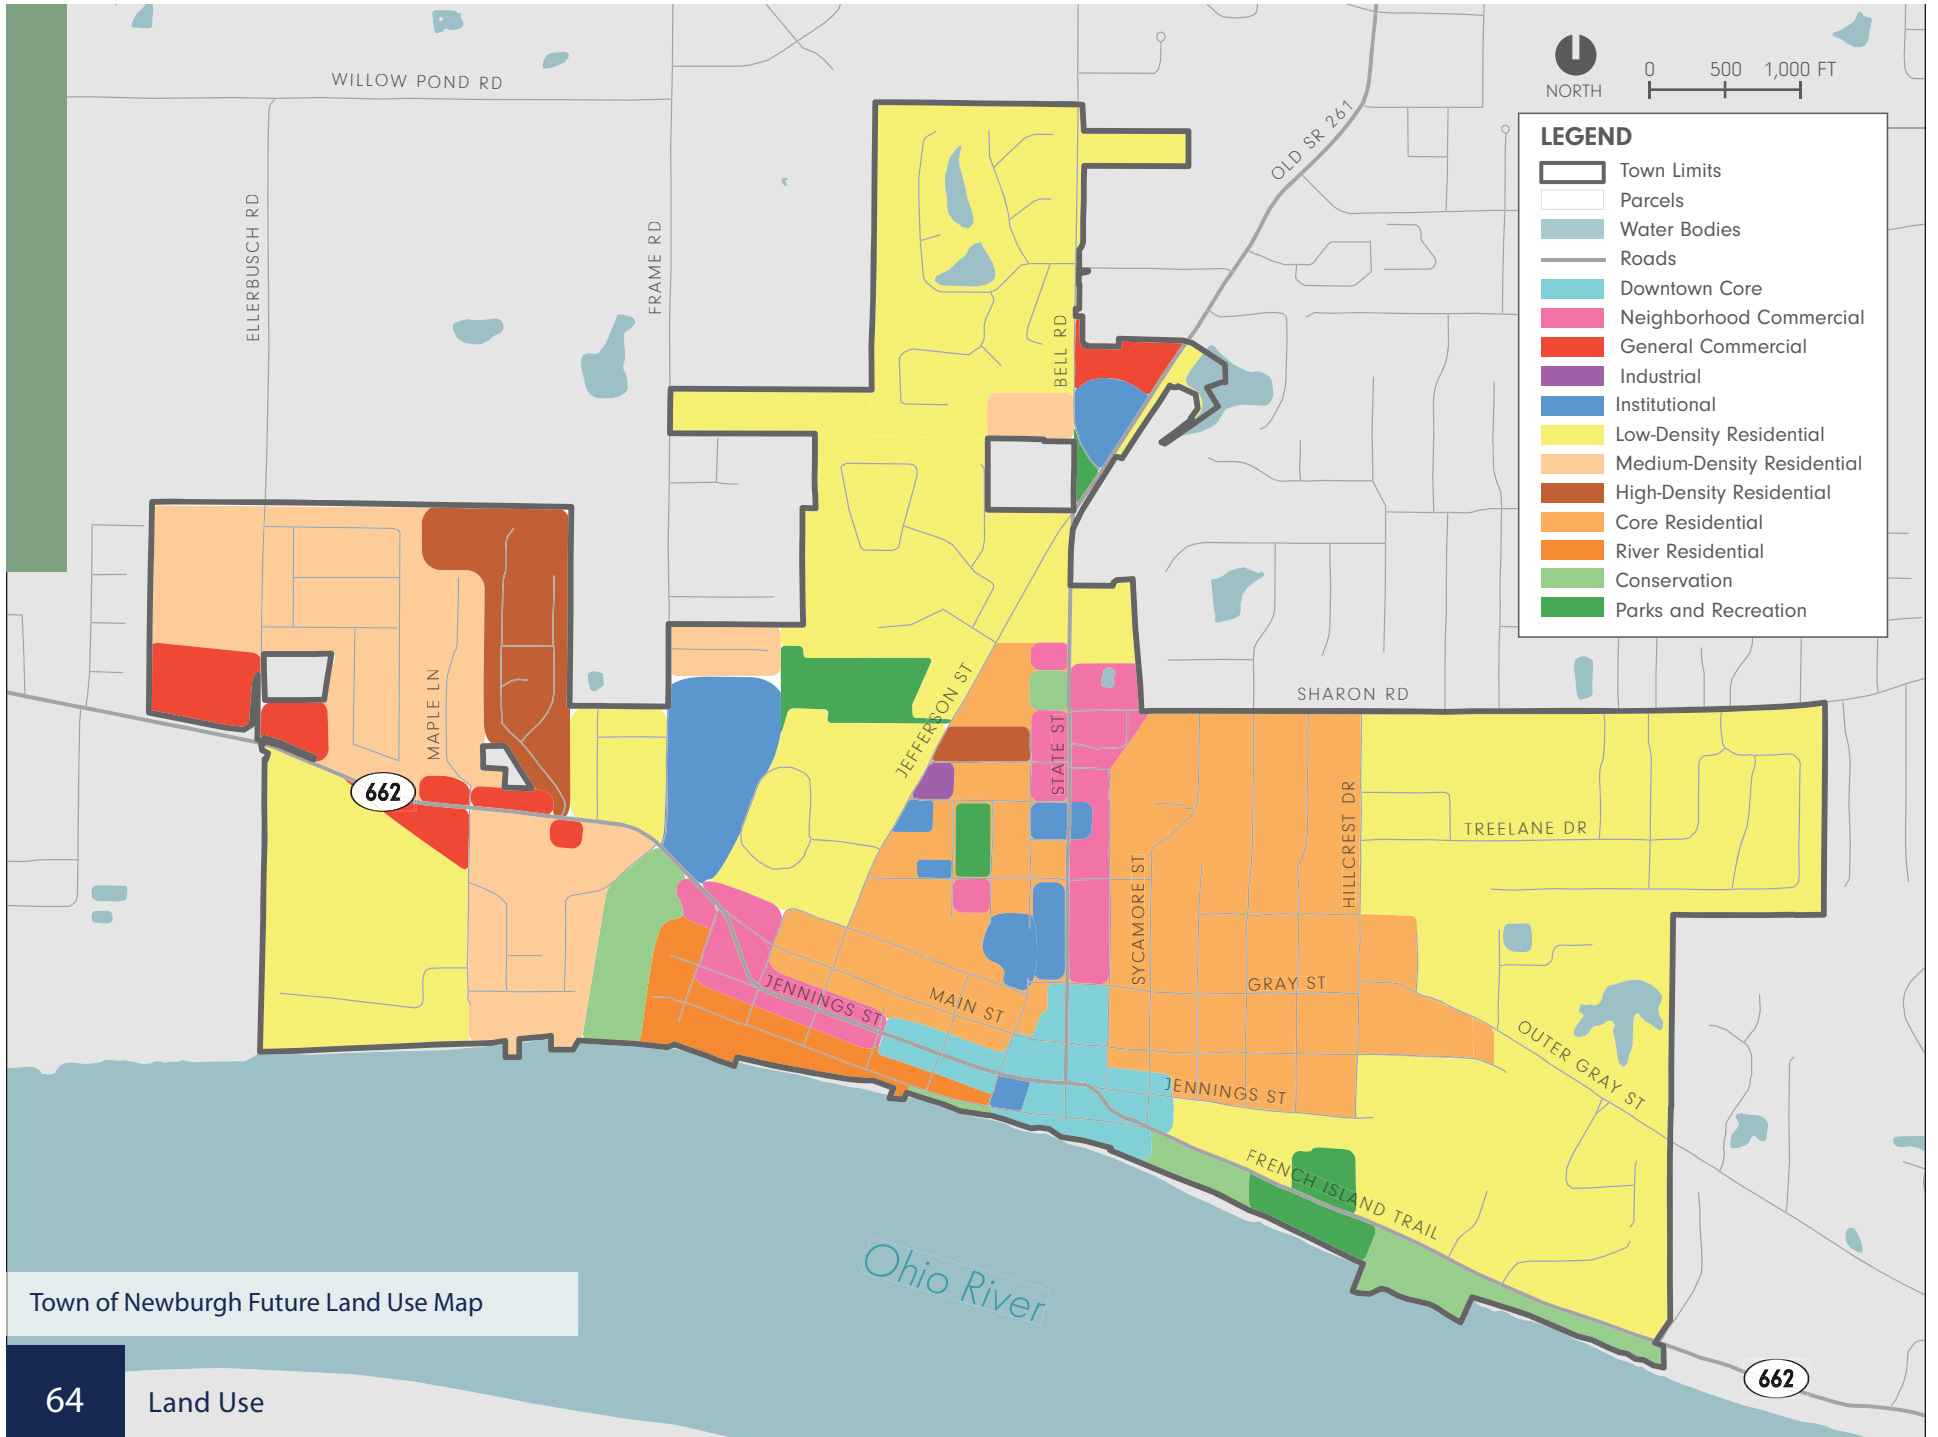 WILLOW POND RD
ELLERBUSCH RD
FRAME RD
BELL RD
OLD SR 261
NORTH
0 500 1,000 FT
LEGEND
Town Limits
Parcels
Water Bodies
Roads
Downtown Core
Neighborhood Commercial
General Commercial
Industrial
Institutional
Low-Density Residential
Medium-Density Residential
High-Density Residential
Core Residential
River Residential
Conservation
Parks and Recreation
MAPLE LN
JEFFERSON ST
STATE ST
SHARON RD
662
HILLCREST DR
TREELANE DR
SYCAMORE ST
JENNINGS ST
MAIN ST
GRAY ST
OUTER GRAY ST
JENNINGS ST
FRENCH ISLAND TRAIL
Ohio River
662
Town of Newburgh Future Land Use Map
64
Land Use